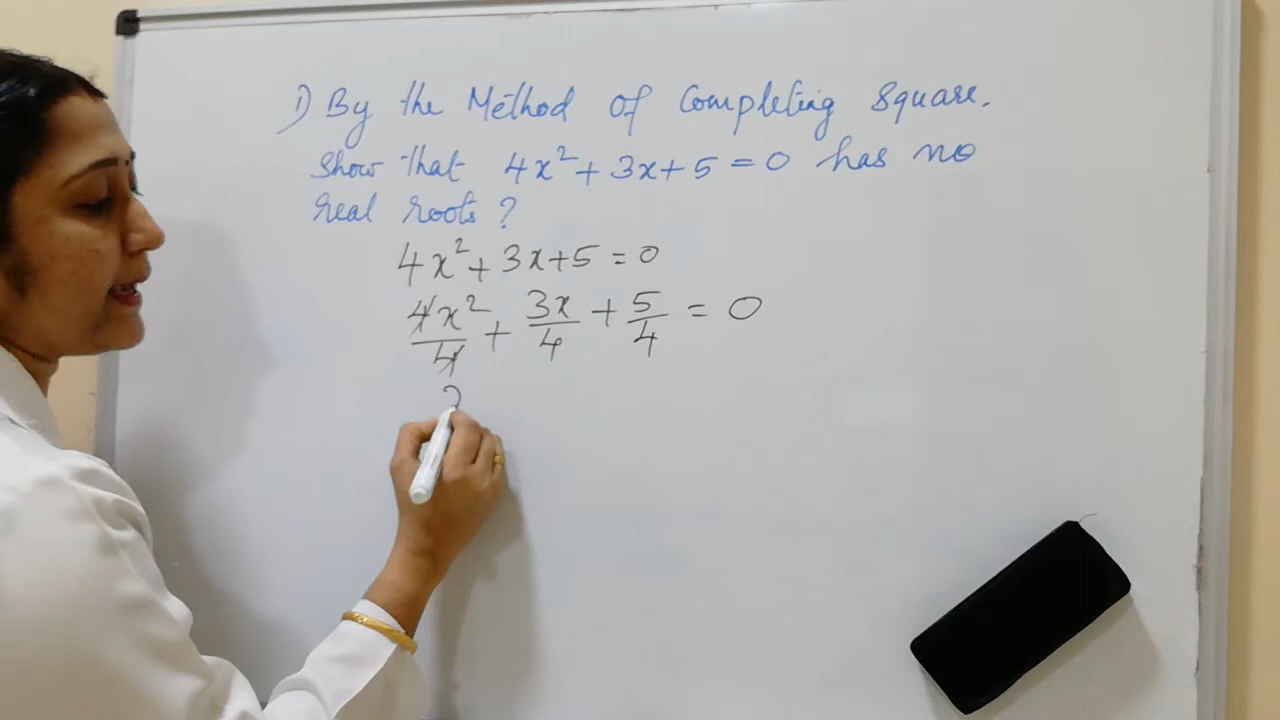 1) By the Method of Completing Square.
Show that 4x² + 3x + 5 = 0 has no
real roots ?
4x² + 3x + 5 = 0
4x²/4 + 3x/4 + 5/4 = 0